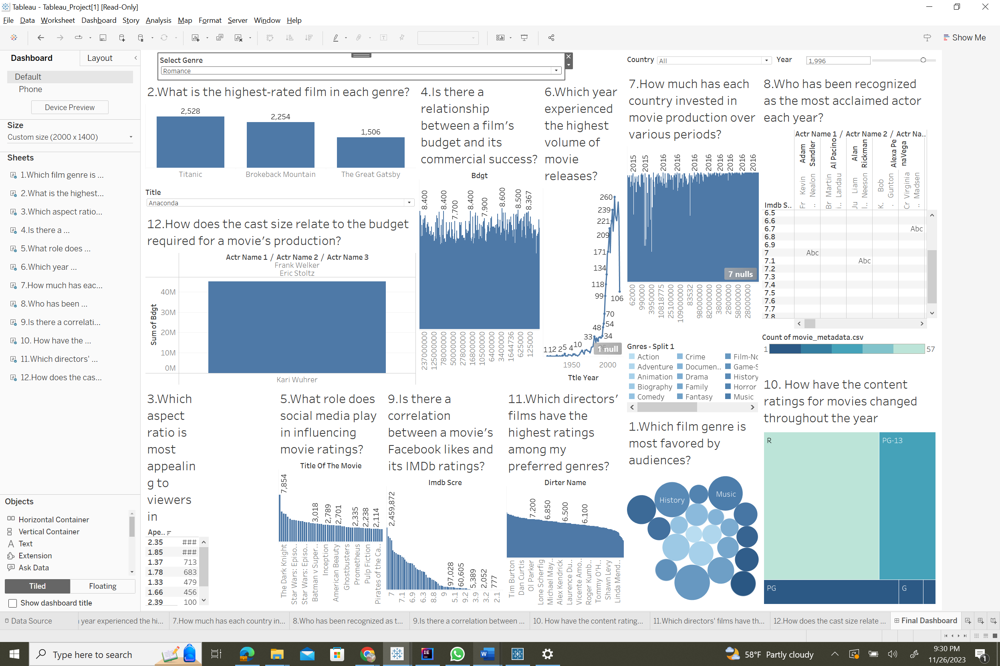 Tableau - Tableau_Project[1] [Read-Only]
File Data Worksheet Dashboard Story Analysis Map Format Server Window Help
Show Me
Dashboard
Layout
Default
Phone
Device Preview
Size
Custom size (2000 x 1400)
Sheets
1.Which film genre is ...
2.What is the highest...
3.Which aspect ratio...
4.Is there a ...
5.What role does ...
6.Which year ...
7.How much has eac...
8.Who has been ...
9.Is there a correlati...
10. How have the ...
11.Which directors' ...
12.How does the cas...
Objects
Horizontal Container
Vertical Container
Text
Extension
Ask Data
Tiled
Floating
Show dashboard title
Select Genre
Romance
Country
All
Year
1,996
2.What is the highest-rated film in each genre?
2,528
2,254
1,506
Titanic
Brokeback Mountain
The Great Gatsby
Title
Anaconda
12.How does the cast size relate to the budget
required for a movie's production?
Actr Name 1 / Actr Name 2 / Actr Name 3
Frank Welker
Eric Stoltz
Sum of Bdgt
40M
30M
20M
10M
0M
Kari Wuhrer
4.Is there a
relationship
between a film's
budget and its
commercial success?
Bdgt
8.400
8.400
7.700
8.400
7.900
8.600
8.500
8.367
237000000
125000000
78000000
50000000
27800000
16800000
10500000
6400000
3400000
1644736
625000
125000
6.Which year
experienced
the highest
volume of
movie
releases?
260
239
221
209
171
134
118
99
106
70
54
48
34
33
10
4
25
112
1 null
1950
2000
Ttle Year
7.How much has each
country invested in
movie production over
various periods?
2015
2015
2016
2016
2016
2016
2016
2016
2016
2016
7 nulls
62000
990000
3950000
10818775
25100000
109000000
83532
98000000
82000000
3800000
2800000
58000000
28000000
Gnres - Split 1
Action
Crime
Film-Nc
Adventure
Documen..
Game-S
Animation
Drama
History
Biography
Family
Horror
Comedy
Fantasy
Music
8.Who has been recognized
as the most acclaimed actor
each year?
Actr Name 1 / Actr Name 2 / Actr Na..
Adam
Sandler
Al Pacino
Alan
Rickman
Alexa Pe
naVega
Fr
Kevin
Nealon
..
Br
Martin
Landau
i..
Ju
Liam
Neeson
l..
K.
Bob
Gunton
.
Cr
Virginia
Madsen
..
Imdb S..
6.5
6.6
6.7 Abc
6.8
6.9
7 Abc
7.1 Abc
7.2
7.3
7.4
7.5
7.6
7.7
7.8
Count of movie_metadata.csv
1
57
10. How have the content
ratings for movies changed
throughout the year
R
PG-13
PG
G
3.Which
aspect
ratio is
most
appealin
g to
viewers
in
Ape..
2.35 ###
1.85 ###
1.37 713
1.78 683
1.33 479
1.66 456
2.39 100
5.What role does
social media play
in influencing
movie ratings?
Title Of The Movie
7,854
3,018
2,789
2,701
2,335
2,238
2,114
The Dark Knight
Star Wars: Episo..
Star Wars: Episo..
Batman v Super..
Inception
American Beauty
Ghostbusters
Prometheus
Pulp Fiction
Pirates of the Ca..
9.Is there a
correlation
between a movie's
Facebook likes and
its IMDb ratings?
Imdb Scre
2,459,872
97,028
60,605
5,389
2,052
777
7
7.1
6.9
6.3
8.8
9
5.1
9.2
3.9
3.2
2.1
11.Which directors'
films have the
highest ratings
among my
preferred genres?
Dirter Name
7.200
6.850
6.500
6.100
Tim Burton
Dan Curtis
Ol Parker
Lone Scherfig
Michael May..
Alex Kendrick
Laurence Du..
Vicente Amo..
Roger Kumb..
Tommy O'H..
Shawn Levy
Linda Mend..
1.Which film genre is
most favored by
audiences?
History
Music
Data Source
year experienced the hi...
7.How much has each country in...
8.Who has been recognized as t...
9.Is there a correlation between ...
10. How have the content rating...
11.Which directors' films have th...
12.How does the cast size relate ...
Final Dashboard
Type here to search
58°F Partly cloudy
9:30 PM
11/26/2023
1